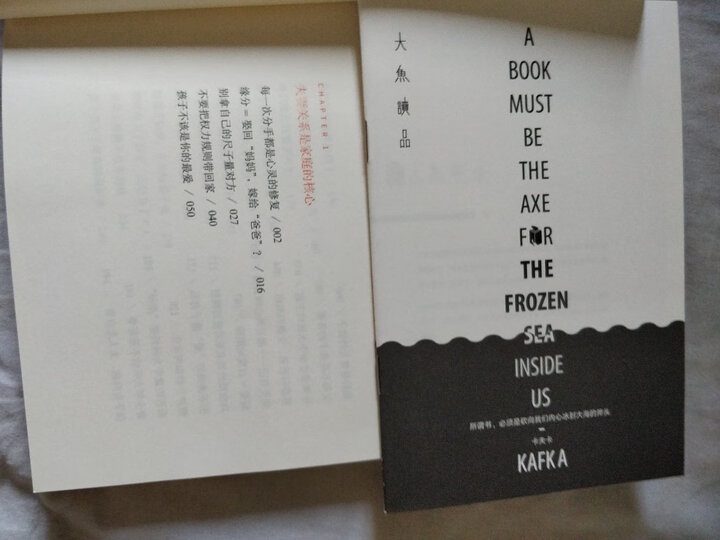 CHAPTER 1
夫妻关系是家庭的核心
每一次分手都是心灵的修复 / 002
缘分 = 娶回“妈妈”，嫁给“爸爸”? / 016
别拿自己的尺子量对方 / 027
不要把权力规则带回家 / 040
孩子不该是你的最爱 / 050
大魚讀品
A
BOOK
MUST
BE
THE
AXE
FOR
THE
FROZEN
SEA
INSIDE
US
所谓书，必须是砍向我们内心冰封大海的斧头
卡夫卡
KAFKA